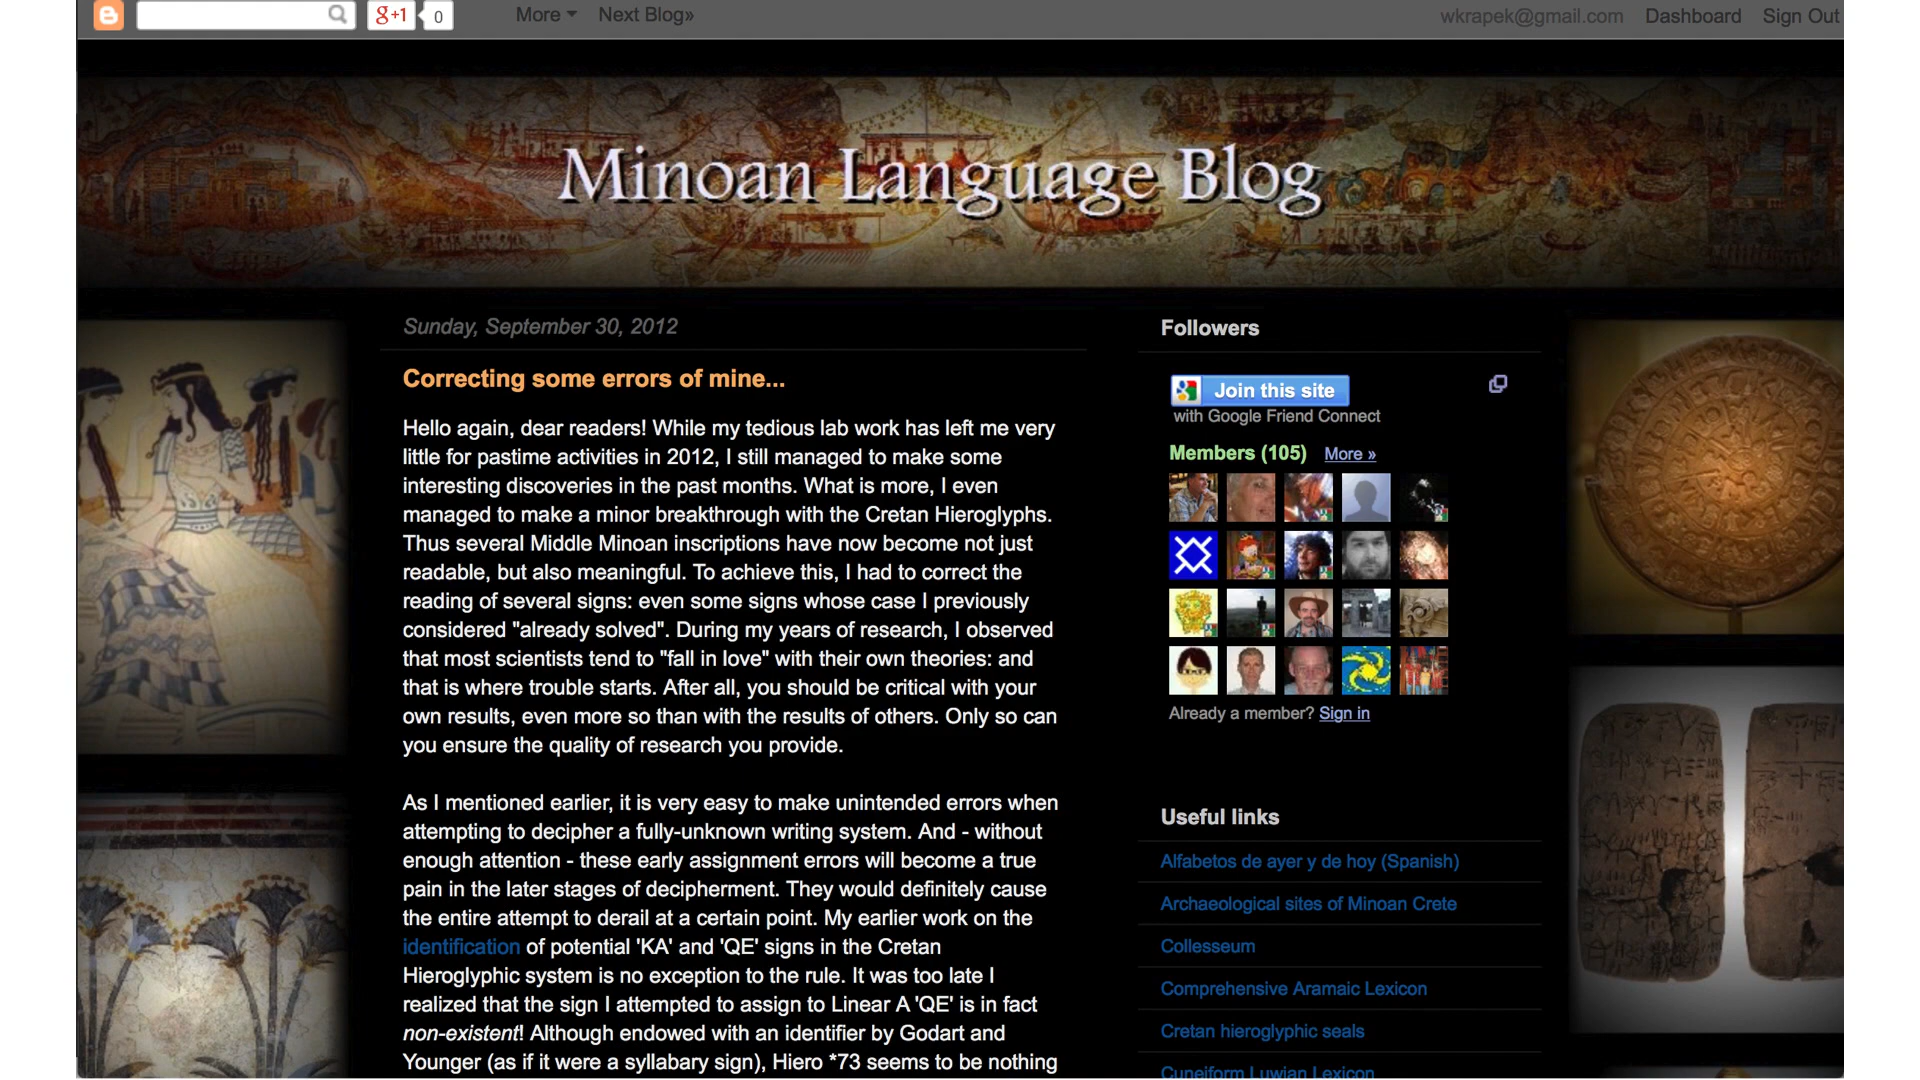 g+1 0 More Next Blog» wkrapek@gmail.com Dashboard Sign Out
Minoan Language Blog
Sunday, September 30, 2012
Correcting some errors of mine...
Hello again, dear readers! While my tedious lab work has left me very
little for pastime activities in 2012, I still managed to make some
interesting discoveries in the past months. What is more, I even
managed to make a minor breakthrough with the Cretan Hieroglyphs.
Thus several Middle Minoan inscriptions have now become not just
readable, but also meaningful. To achieve this, I had to correct the
reading of several signs: even some signs whose case I previously
considered "already solved". During my years of research, I observed
that most scientists tend to "fall in love" with their own theories: and
that is where trouble starts. After all, you should be critical with your
own results, even more so than with the results of others. Only so can
you ensure the quality of research you provide.
As I mentioned earlier, it is very easy to make unintended errors when
attempting to decipher a fully-unknown writing system. And - without
enough attention - these early assignment errors will become a true
pain in the later stages of decipherment. They would definitely cause
the entire attempt to derail at a certain point. My earlier work on the
identification of potential 'KA' and 'QE' signs in the Cretan
Hieroglyphic system is no exception to the rule. It was too late I
realized that the sign I attempted to assign to Linear A 'QE' is in fact
non-existent! Although endowed with an identifier by Godart and
Younger (as if it were a syllabary sign), Hiero *73 seems to be nothing
Followers
Join this site
with Google Friend Connect
Members (105) More »
Already a member? Sign in
Useful links
Alfabetos de ayer y de hoy (Spanish)
Archaeological sites of Minoan Crete
Collesseum
Comprehensive Aramaic Lexicon
Cretan hieroglyphic seals
Cuneiform Luwian Lexicon